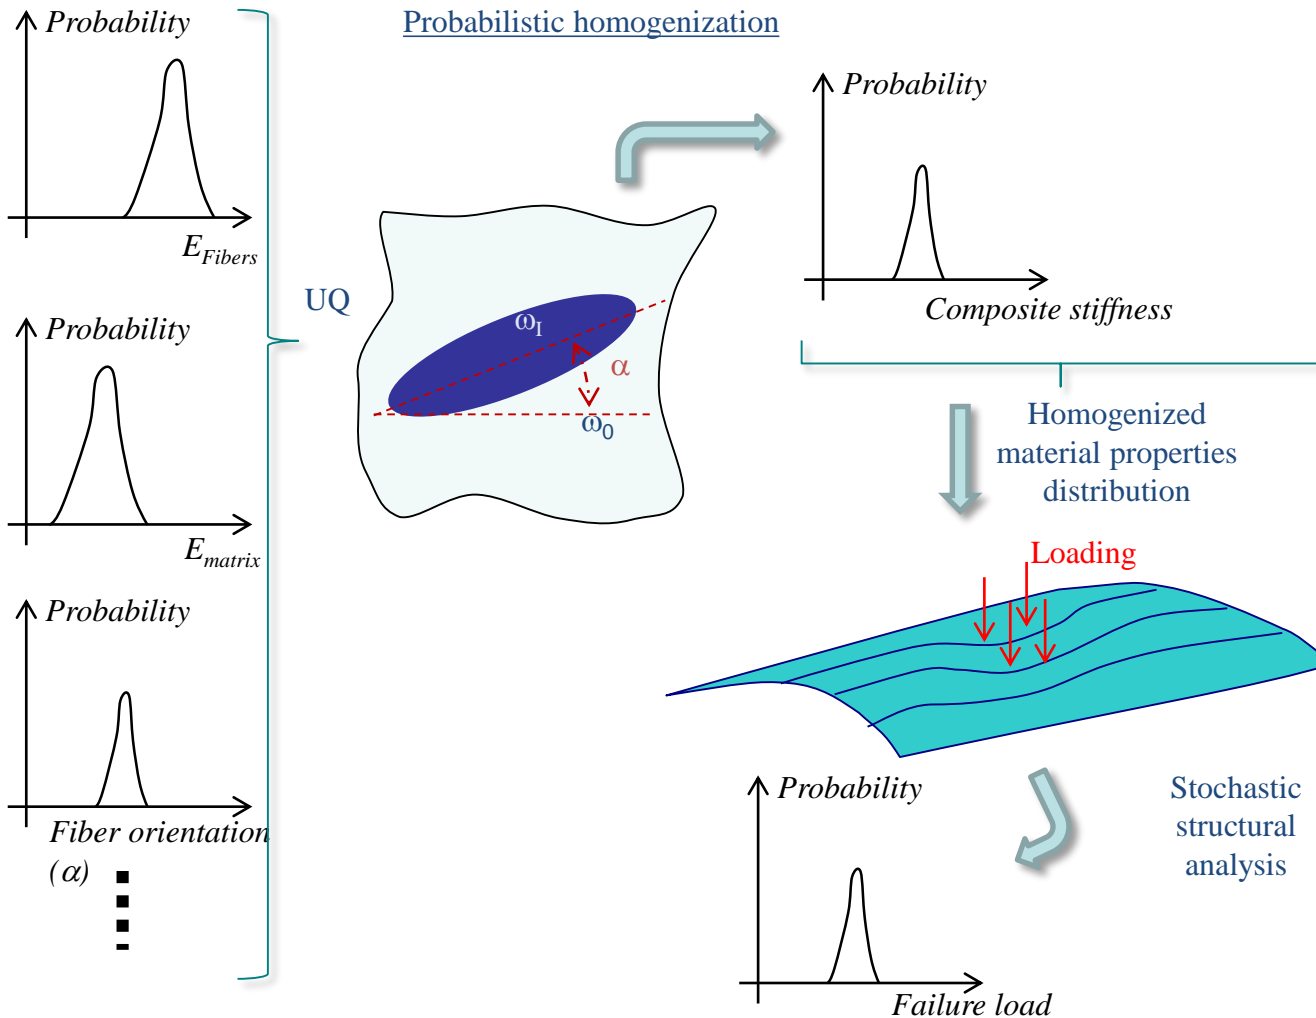 Probability
Probabilistic homogenization
Probability
E_Fibers
UQ
ω_I
α
ω_0
Composite stiffness
Probability
E_matrix
Homogenized
material properties
distribution
Loading
Probability
Fiber orientation
(α)
Probability
Stochastic
structural
analysis
Failure load